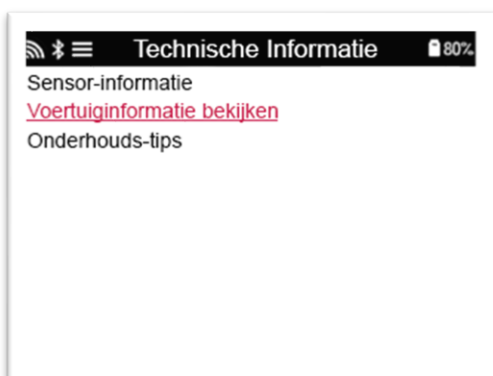 Technische Informatie 80%
Sensor-informatie
Voertuiginformatie bekijken
Onderhouds-tips